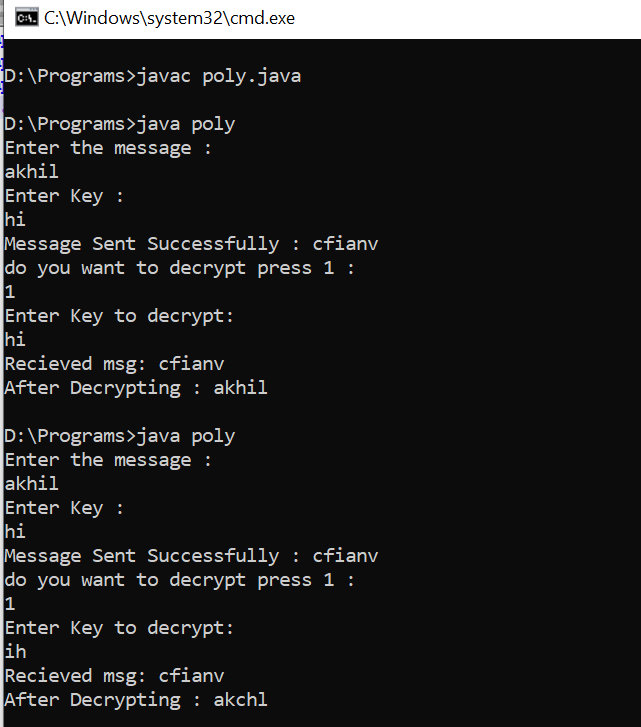 C:\Windows\system32\cmd.exe
D:\Programs>javac poly.java
D:\Programs>java poly
Enter the message :
akhil
Enter Key :
hi
Message Sent Successfully : cfianv
do you want to decrypt press 1 :
1
Enter Key to decrypt:
hi
Recieved msg: cfianv
After Decrypting : akhil
D:\Programs>java poly
Enter the message :
akhil
Enter Key :
hi
Message Sent Successfully : cfianv
do you want to decrypt press 1 :
1
Enter Key to decrypt:
ih
Recieved msg: cfianv
After Decrypting : akchl